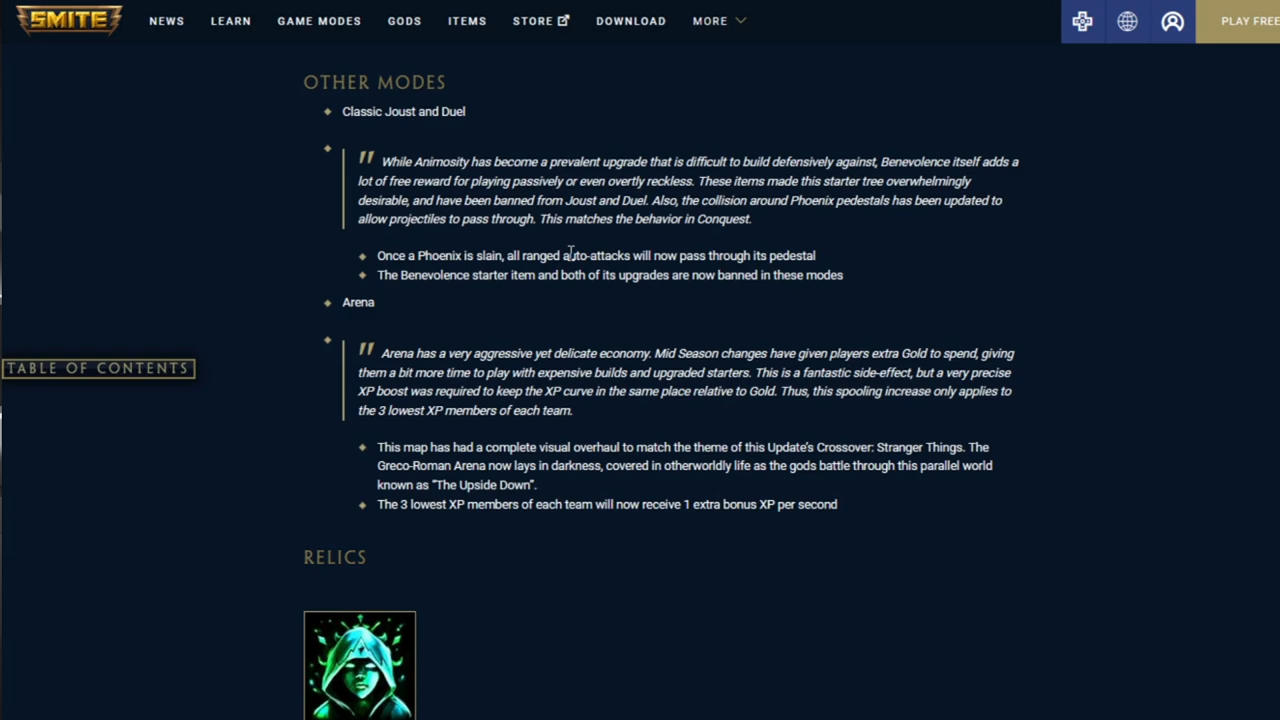 SMITE NEWS LEARN GAME MODES GODS ITEMS STORE DOWNLOAD MORE PLAY FREE
OTHER MODES
Classic Joust and Duel
" While Animosity has become a prevalent upgrade that is difficult to build defensively against, Benevolence itself adds a
lot of free reward for playing passively or even overtly reckless. These items made this starter tree overwhelmingly
desirable, and have been banned from Joust and Duel. Also, the collision around Phoenix pedestals has been updated to
allow projectiles to pass through. This matches the behavior in Conquest.
Once a Phoenix is slain, all ranged auto-attacks will now pass through its pedestal
The Benevolence starter item and both of its upgrades are now banned in these modes
Arena
" Arena has a very aggressive yet delicate economy. Mid Season changes have given players extra Gold to spend, giving
them a bit more time to play with expensive builds and upgraded starters. This is a fantastic side-effect, but a very precise
XP boost was required to keep the XP curve in the same place relative to Gold. Thus, this spooling increase only applies to
the 3 lowest XP members of each team.
TABLE OF CONTENTS
This map has had a complete visual overhaul to match the theme of this Update's Crossover: Stranger Things. The
Greco-Roman Arena now lays in darkness, covered in otherworldly life as the gods battle through this parallel world
known as “The Upside Down”.
The 3 lowest XP members of each team will now receive 1 extra bonus XP per second
RELICS